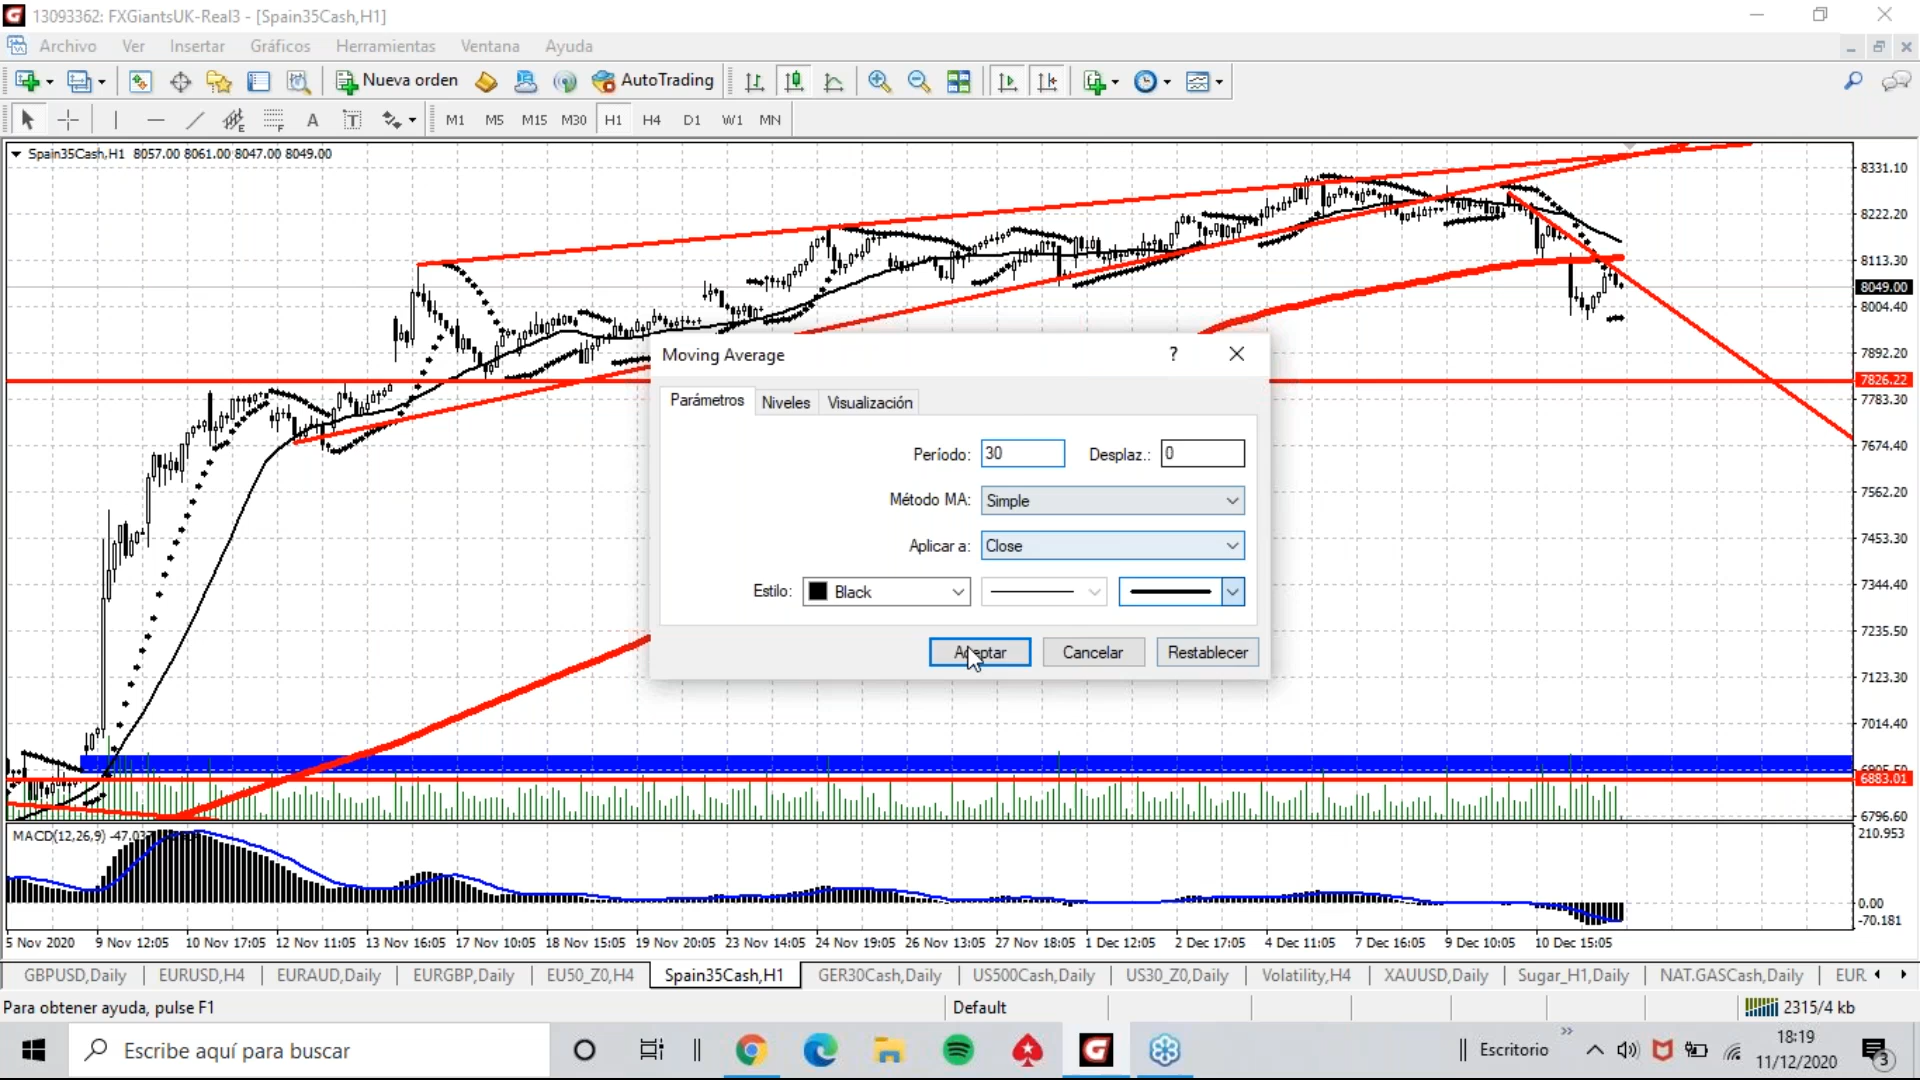 13093362: FXGiantsUK-Real3 - [Spain35Cash,H1]
Archivo Ver Insertar Gráficos Herramientas Ventana Ayuda
Nueva orden AutoTrading
A T M1 M5 M15 M30 H1 H4 D1 W1 MN
Spain35Cash,H1 8057.00 8061.00 8047.00 8049.00
8331.10
8222.20
8113.30
8049.00
8004.40
7892.20
7826.22
7783.30
7674.40
7562.20
7453.30
7344.40
7235.50
7123.30
7014.40
6883.01
6796.60
Moving Average ?
Parámetros Niveles Visualización
Período: 30 Desplaz.: 0
Método MA: Simple
Aplicar a: Close
Estilo: Black
Aceptar Cancelar Restablecer
MACD(12,26,9)
210.953
0.00
-70.181
5 Nov 2020 9 Nov 12:05 10 Nov 17:05 12 Nov 11:05 13 Nov 16:05 17 Nov 10:05 18 Nov 15:05 19 Nov 20:05 23 Nov 14:05 24 Nov 19:05 26 Nov 13:05 27 Nov 18:05 1 Dec 12:05 2 Dec 17:05 4 Dec 11:05 7 Dec 16:05 9 Dec 10:05 10 Dec 15:05
GBPUSD,Daily EURUSD,H4 EURAUD,Daily EURGBP,Daily EU50_Z0,H4 Spain35Cash,H1 GER30Cash,Daily US500Cash,Daily US30_Z0,Daily Volatility,H4 XAUUSD,Daily Sugar_H1,Daily NAT.GASCash,Daily EUR
Para obtener ayuda, pulse F1 Default 2315/4 kb
Escribe aquí para buscar Escritorio 18:19
11/12/2020 3